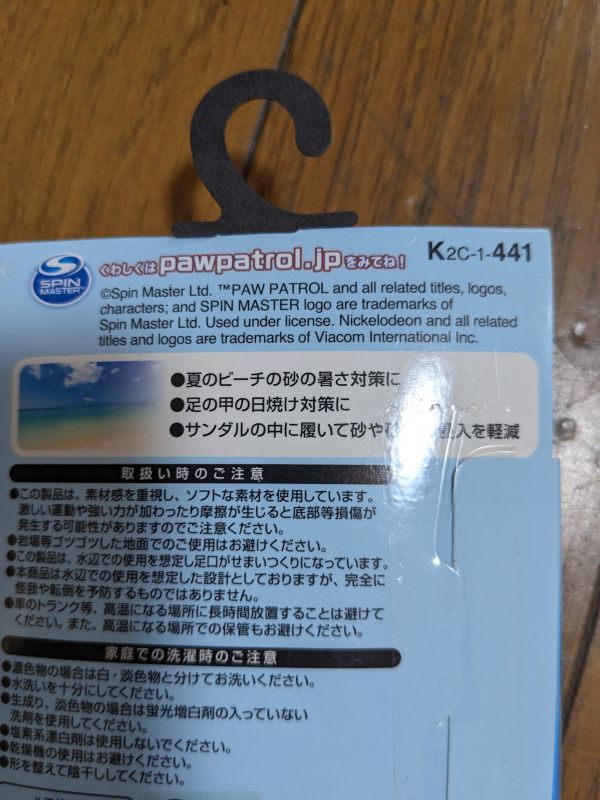 K2C-1-441
SPIN
MASTER
くわしくは pawpatrol.jp をみてね!
©Spin Master Ltd. ™PAW PATROL and all related titles, logos,
characters; and SPIN MASTER logo are trademarks of
Spin Master Ltd. Used under license. Nickelodeon and all related
titles and logos are trademarks of Viacom International Inc.
●夏のビーチの砂の暑さ対策に
●足の甲の日焼け対策に
●サンダルの中に履いて砂や 入を軽減
取扱い時のご注意
●この製品は、素材感を重視し、ソフトな素材を使用しています。
激しい運動や強い力が加わったり摩擦が生じると底部等損傷が
発生する可能性がありますのでご注意ください。
●岩場等ゴツゴツした地面でのご使用はお避けください。
●この製品は、水辺での使用を想定し足口がせまいつくりになっています。
●本商品は水辺での使用を想定した設計としておりますが、完全に
怪我や転倒を予防するものではありません。
●車のトランク等、高温になる場所に長時間放置することは避けて
ください。また、高温になる場所での保管もお避けください。
家庭での洗濯時のご注意
●濃色物の場合は白・淡色物と分けてお洗いください。
●水洗いを十分にしてください。
●生成り、淡色物の場合は蛍光増白剤の入っていない
洗剤を使用してください。
●塩素系漂白剤は使用しないでください。
●乾燥機の使用はお避けください。
●形を整えて陰干ししてください。